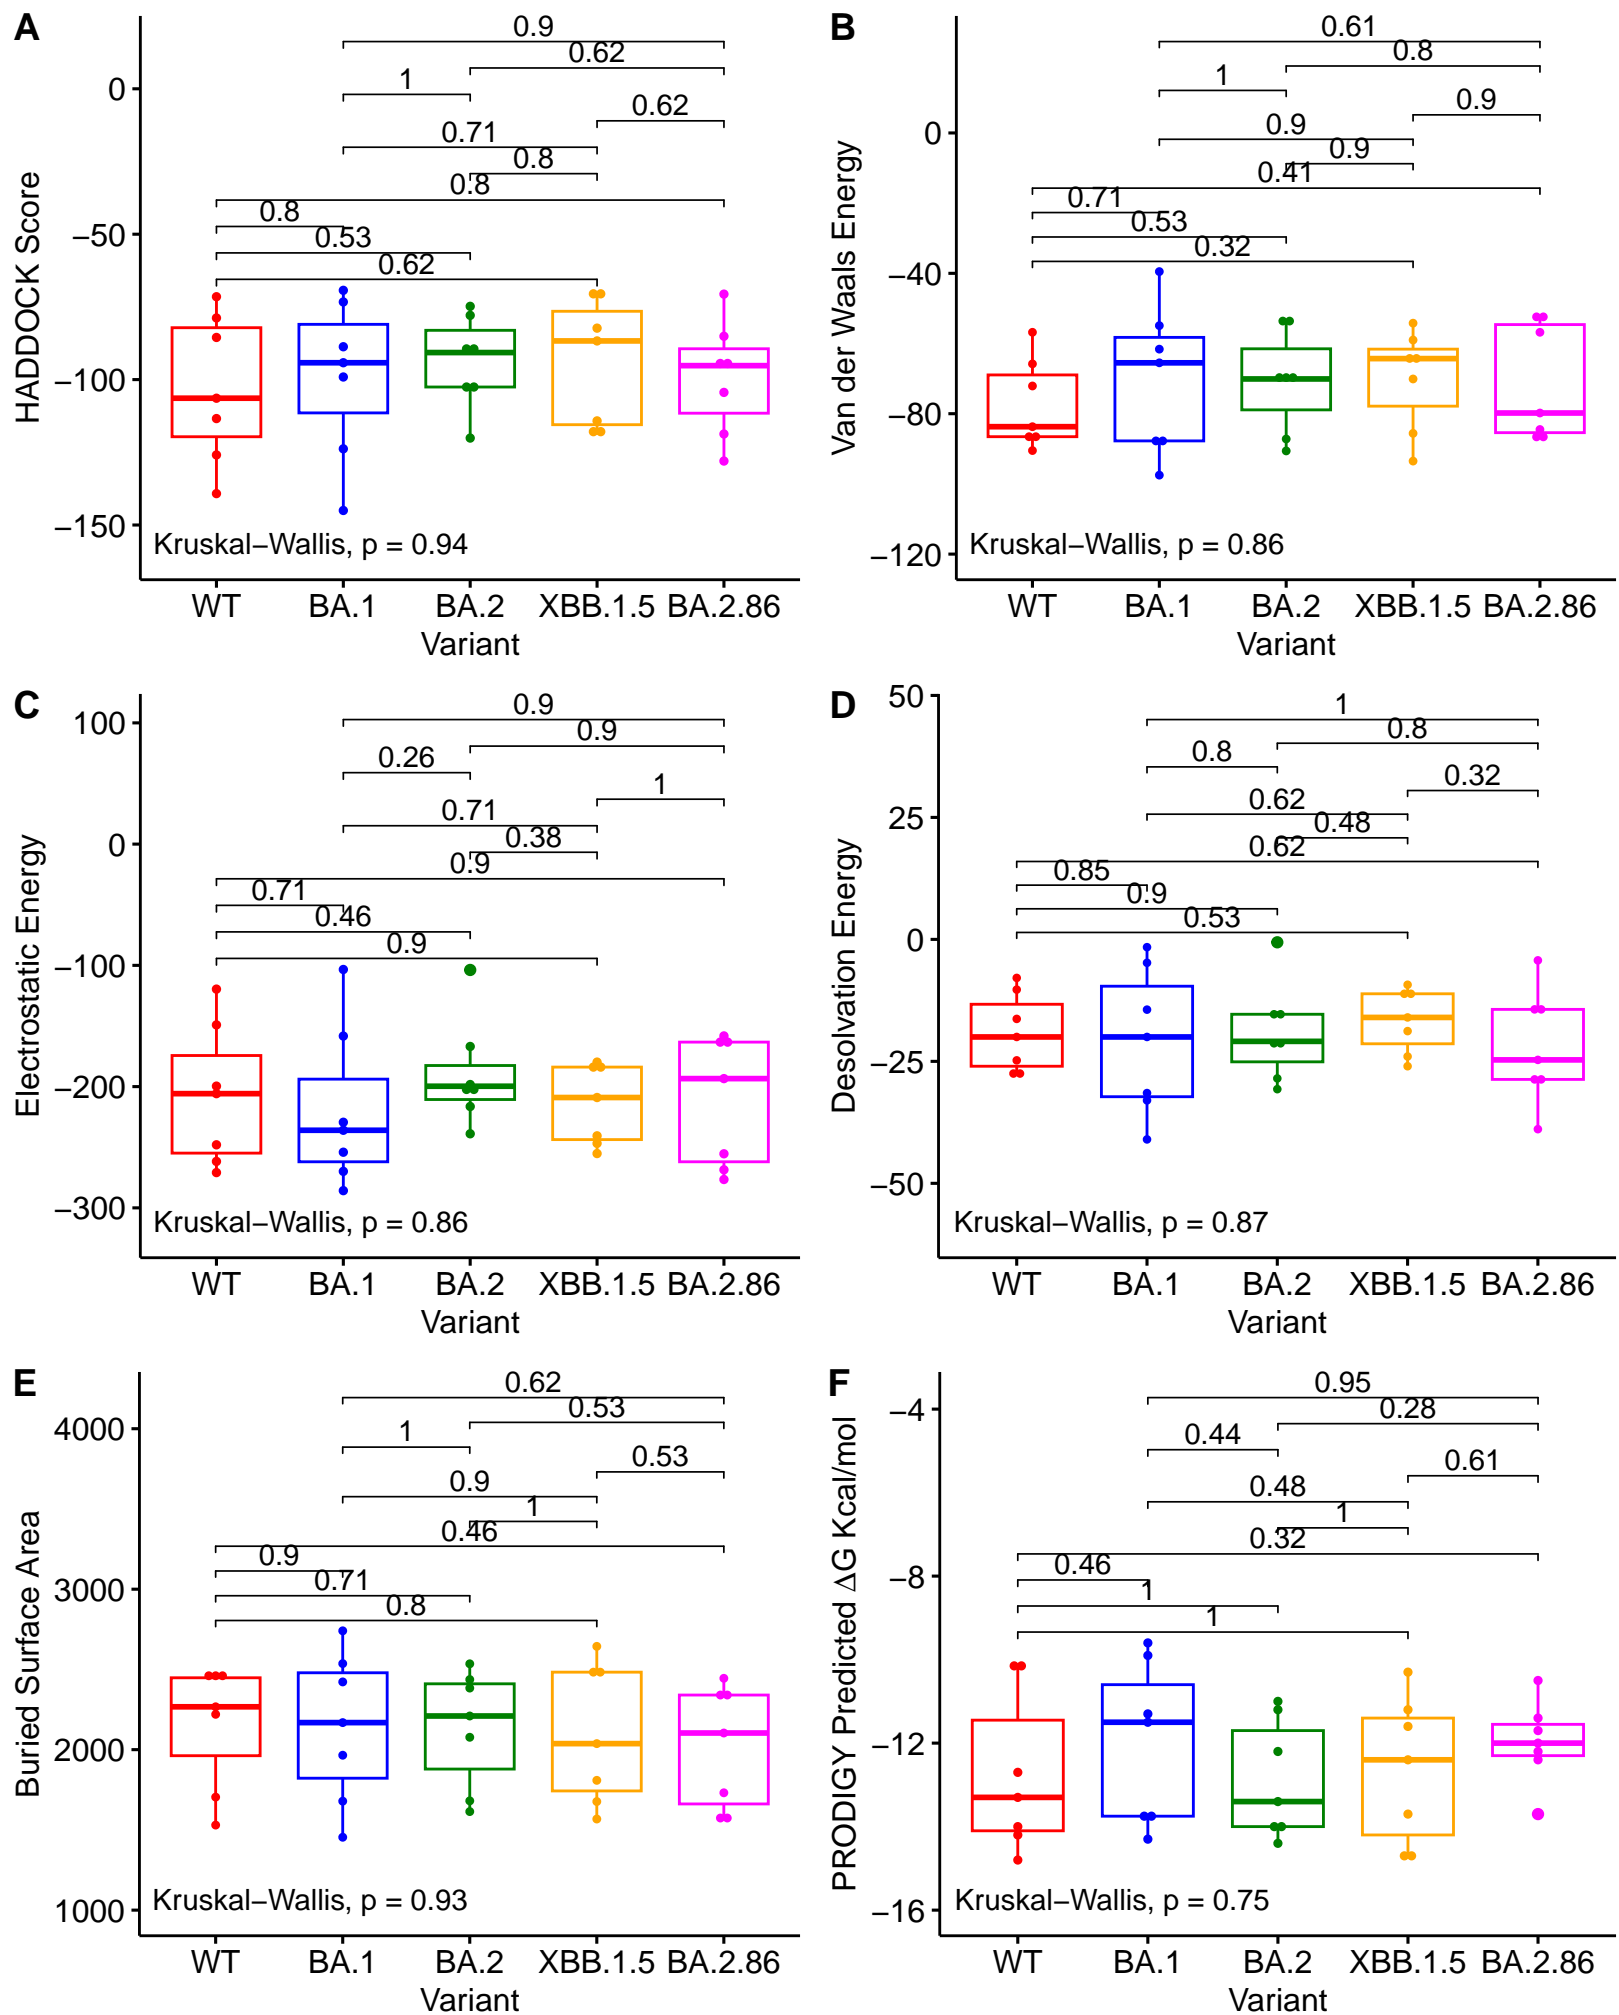 A
0.9
0.62
1
0.62
0.71
0.8
0.8
0.8
0.53
0.62
0
−50
−100
−150
HADDOCK Score
Kruskal−Wallis, p = 0.94
WT BA.1 BA.2 XBB.1.5 BA.2.86
Variant
B
0.61
0.8
1
0.9
0.9
0.9
0.41
0.71
0.53
0.32
0
−40
−80
−120
Van der Waals Energy
Kruskal−Wallis, p = 0.86
WT BA.1 BA.2 XBB.1.5 BA.2.86
Variant
C
0.9
0.9
0.26
1
0.71
0.38
0.9
0.71
0.46
0.9
100
0
−100
−200
−300
Electrostatic Energy
Kruskal−Wallis, p = 0.86
WT BA.1 BA.2 XBB.1.5 BA.2.86
Variant
D
1
0.8
0.8
0.32
0.62
0.48
0.62
0.85
0.9
0.53
50
25
0
−25
−50
Desolvation Energy
Kruskal−Wallis, p = 0.87
WT BA.1 BA.2 XBB.1.5 BA.2.86
Variant
E
0.62
0.53
1
0.53
0.9
1
0.46
0.9
0.71
0.8
4000
3000
2000
1000
Buried Surface Area
Kruskal−Wallis, p = 0.93
WT BA.1 BA.2 XBB.1.5 BA.2.86
Variant
F
0.95
0.28
0.44
0.61
0.48
1
0.32
0.46
1
1
−4
−8
−12
−16
PRODIGY Predicted ΔG Kcal/mol
Kruskal−Wallis, p = 0.75
WT BA.1 BA.2 XBB.1.5 BA.2.86
Variant